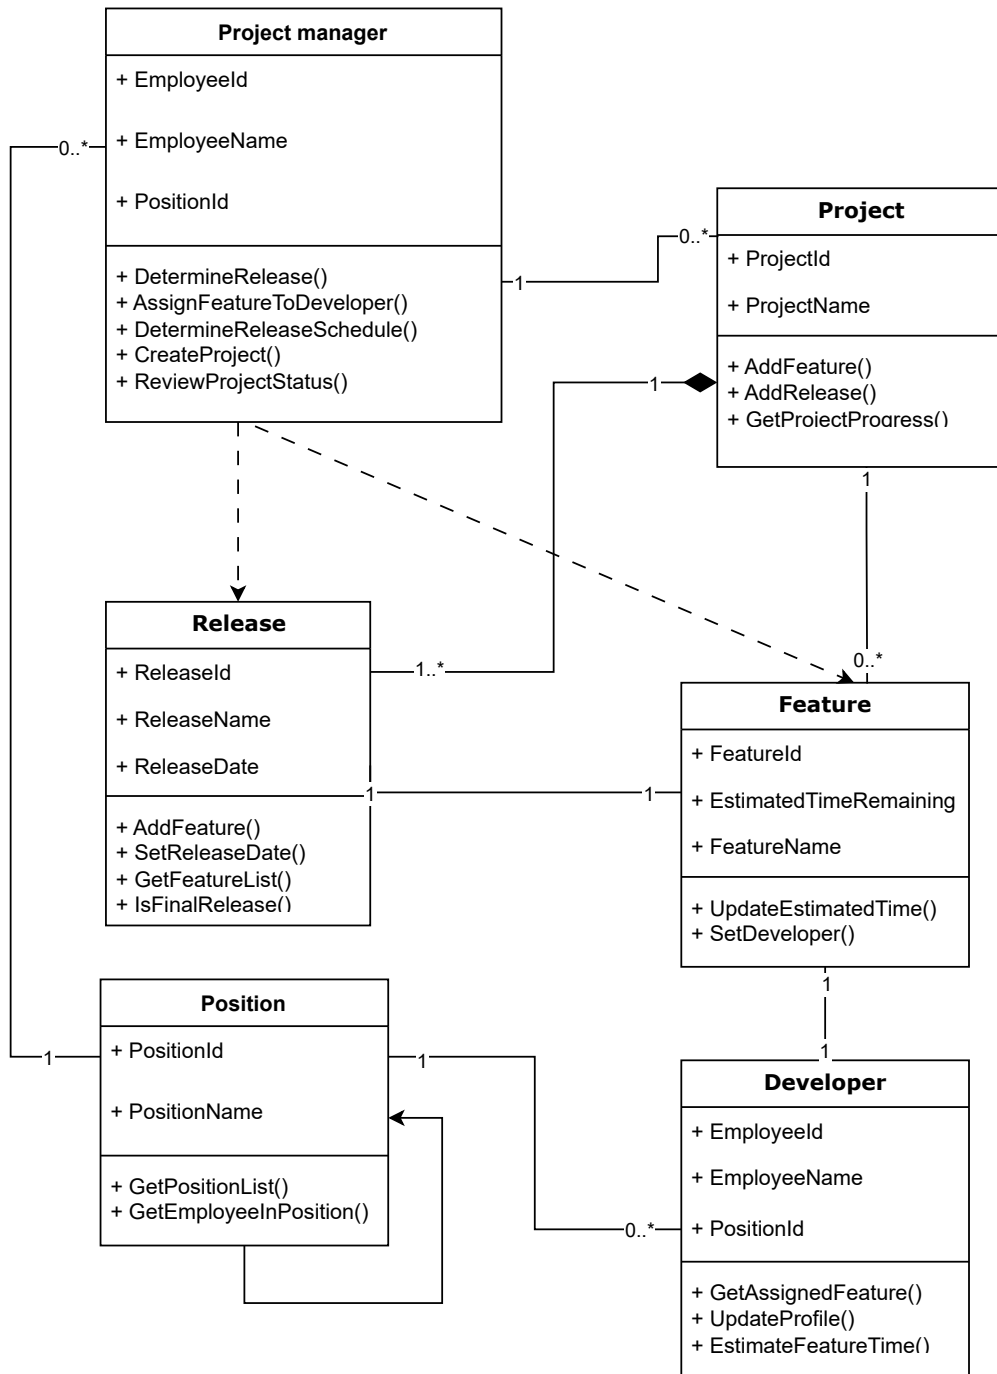 Project manager
+ EmployeeId
+ EmployeeName
+ PositionId
+ DetermineRelease()
+ AssignFeatureToDeveloper()
+ DetermineReleaseSchedule()
+ CreateProject()
+ ReviewProjectStatus()
0..*
1
0..*
Project
+ ProjectId
+ ProjectName
+ AddFeature()
+ AddRelease()
+ GetProjectProgress()
1
1
0..*
1..*
Release
+ ReleaseId
+ ReleaseName
+ ReleaseDate
+ AddFeature()
+ SetReleaseDate()
+ GetFeatureList()
+ IsFinalRelease()
1
1
Feature
+ FeatureId
+ EstimatedTimeRemaining
+ FeatureName
+ UpdateEstimatedTime()
+ SetDeveloper()
1
1
Position
+ PositionId
+ PositionName
+ GetPositionList()
+ GetEmployeeInPosition()
1
1
0..*
Developer
+ EmployeeId
+ EmployeeName
+ PositionId
+ GetAssignedFeature()
+ UpdateProfile()
+ EstimateFeatureTime()